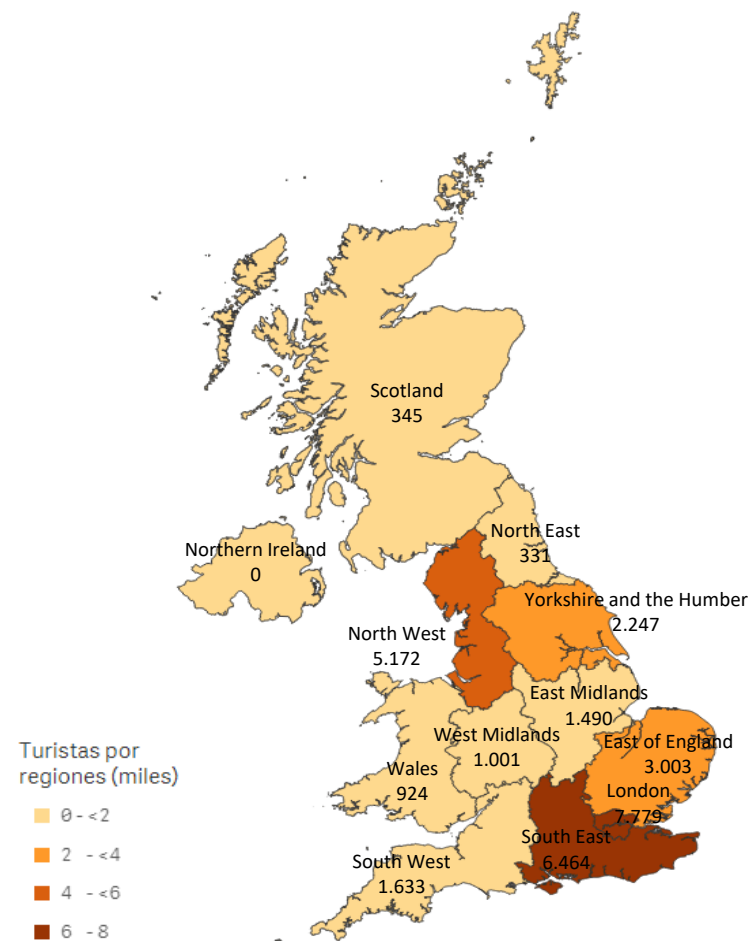 Scotland
345
North East
331
Northern Ireland
0
Yorkshire and the Humber
2.247
North West
5.172
East Midlands
1.490
West Midlands
1.001
East of England
3.003
Wales
924
London
7.779
South East
6.464
South West
1.633
Turistas por
regiones (miles)
0 - <2
2 - <4
4 - <6
6 - 8